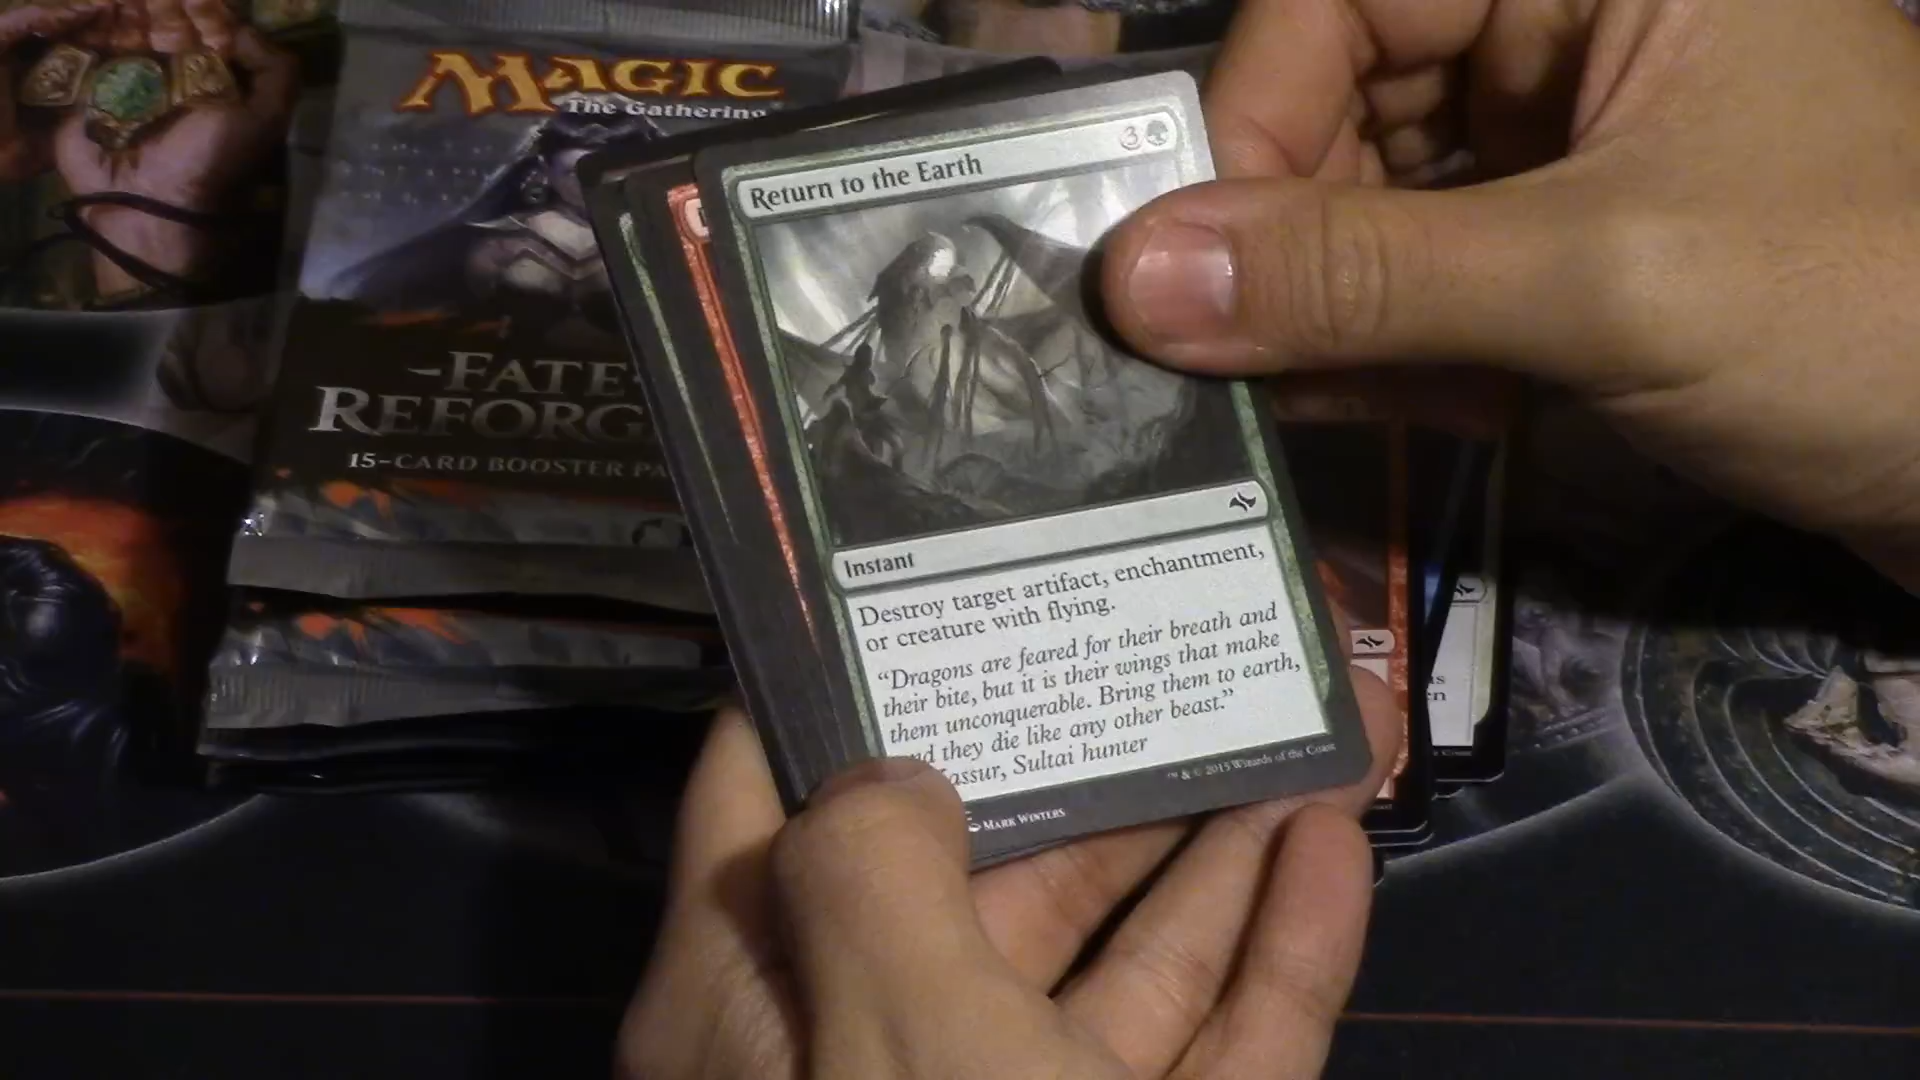 MAGIC
The Gathering
FATE
REFORG
15-CARD BOOSTER PA
Return to the Earth
3
Instant
Destroy target artifact, enchantment,
or creature with flying.
“Dragons are feared for their breath and
their bite, but it is their wings that make
them unconquerable. Bring them to earth,
nd they die like any other beast.”
assur, Sultai hunter
™ & © 2015 Wizards of the Coast
MARK WINTERS